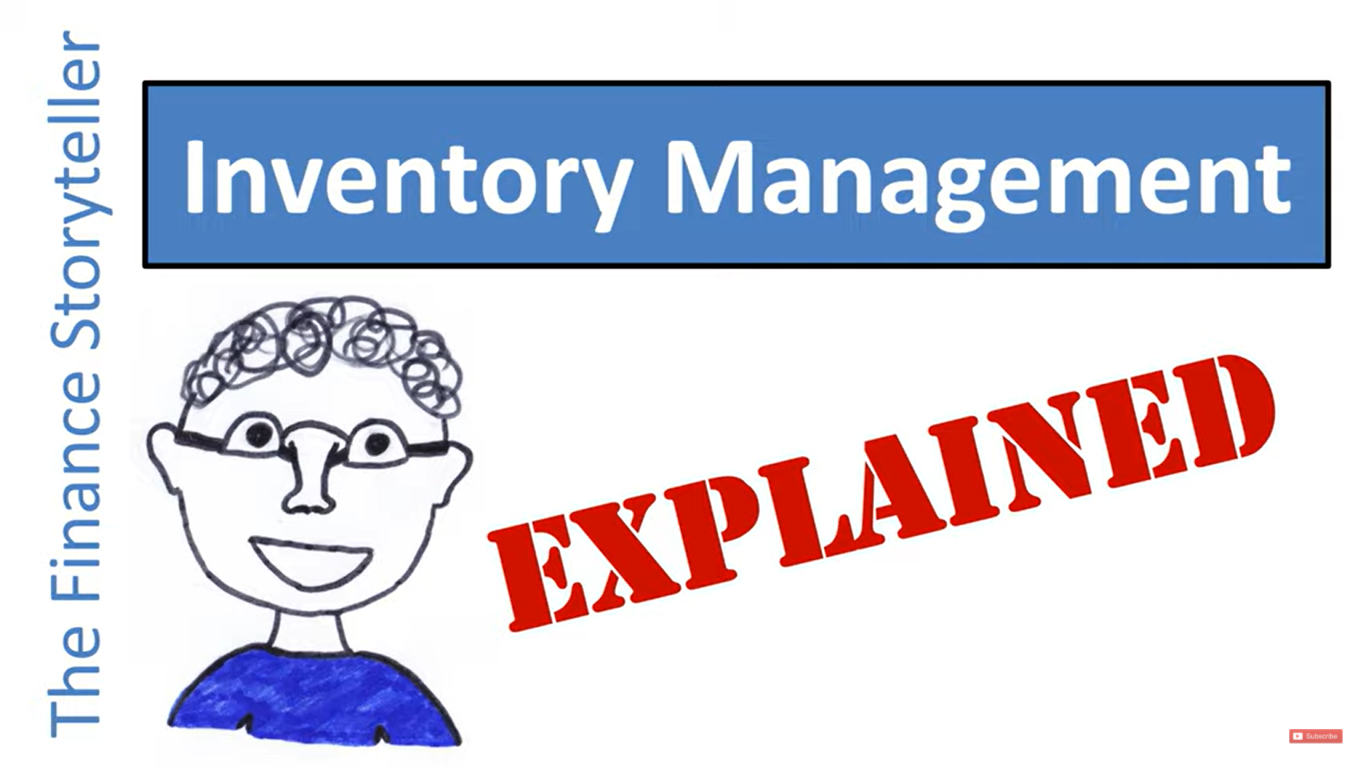 The Finance Storyteller
Inventory Management
EXPLAINED
Subscribe